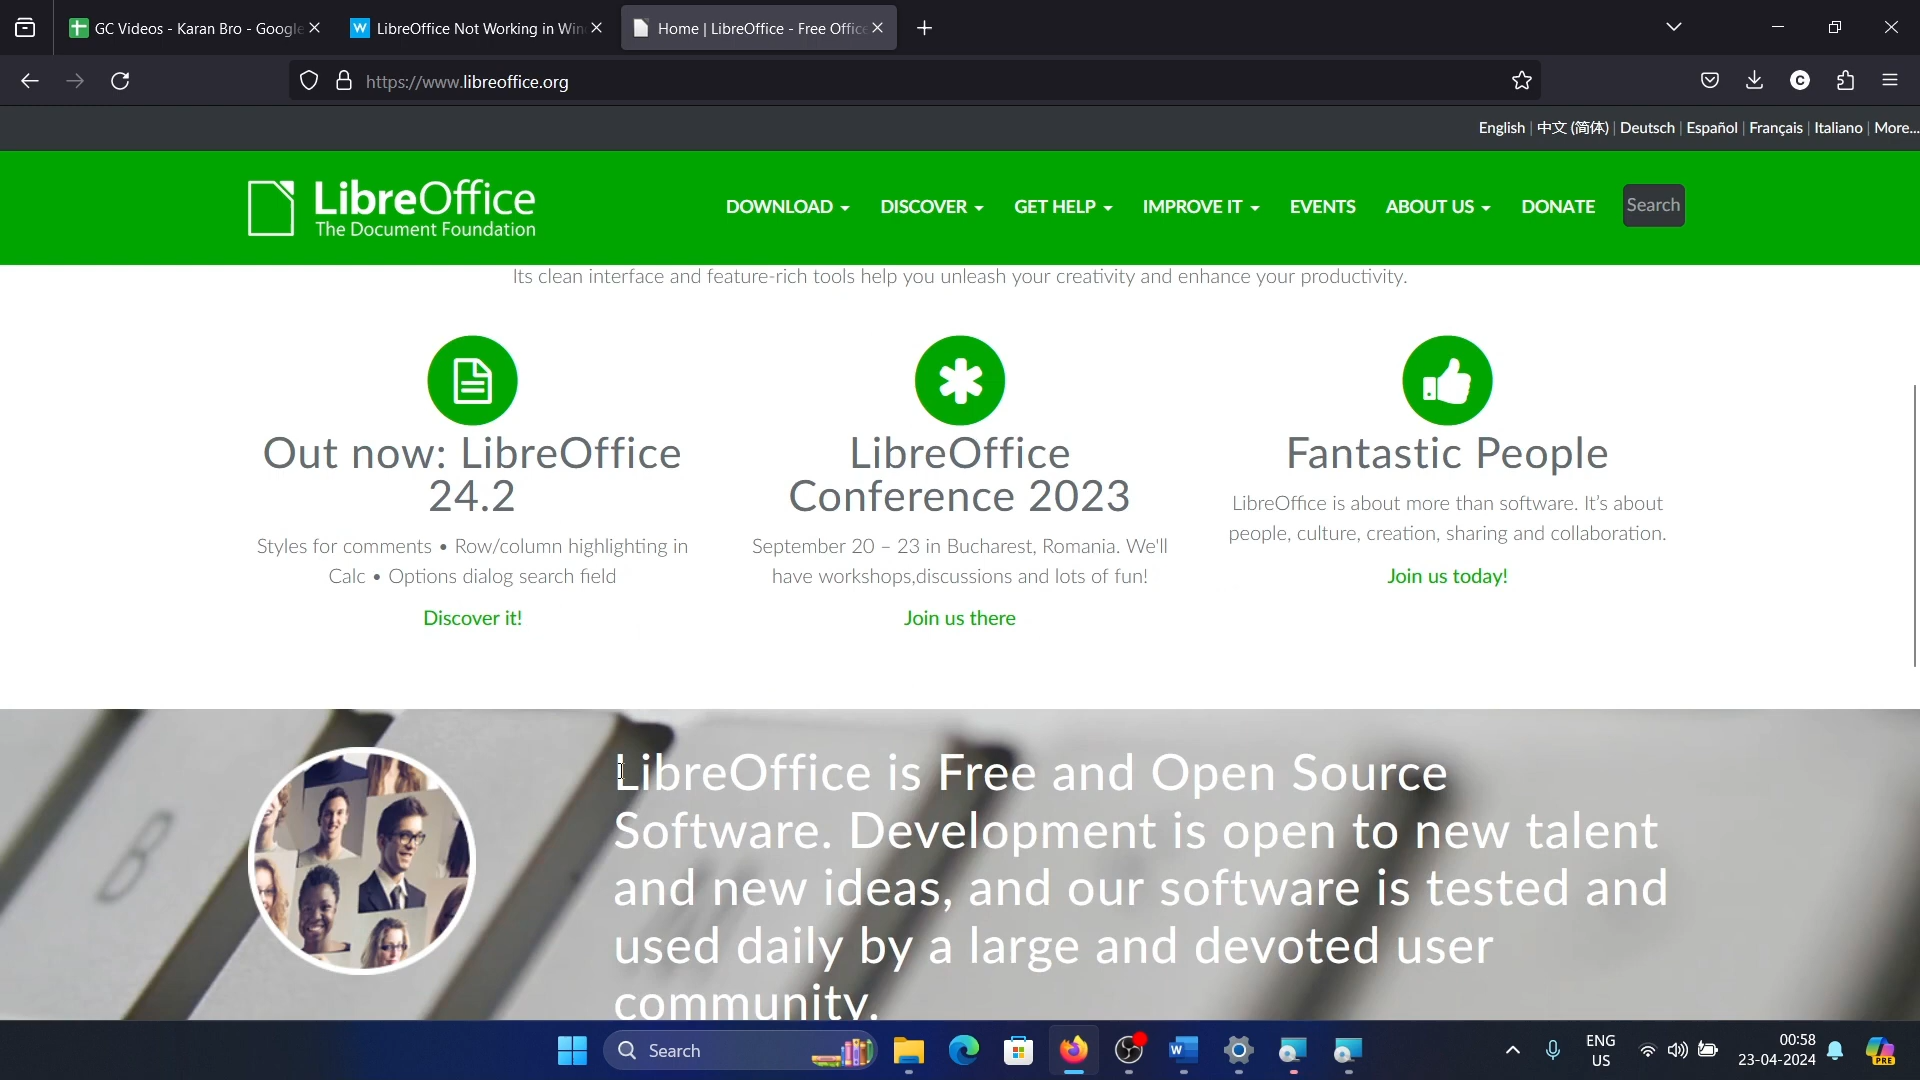 GC Videos - Karan Bro - Google
LibreOffice Not Working in Win
Home | LibreOffice - Free Office
https://www.libreoffice.org
English | 中文 (简体) | Deutsch | Español | Français | Italiano | More...
LibreOffice
The Document Foundation
DOWNLOAD
DISCOVER
GET HELP
IMPROVE IT
EVENTS
ABOUT US
DONATE
Search
Its clean interface and feature-rich tools help you unleash your creativity and enhance your productivity.
Out now: LibreOffice
24.2
Styles for comments • Row/column highlighting in
Calc • Options dialog search field
Discover it!
LibreOffice
Conference 2023
September 20 – 23 in Bucharest, Romania. We'll
have workshops,discussions and lots of fun!
Join us there
Fantastic People
LibreOffice is about more than software. It’s about
people, culture, creation, sharing and collaboration.
Join us today!
LibreOffice is Free and Open Source
Software. Development is open to new talent
and new ideas, and our software is tested and
used daily by a large and devoted user
community.
Search
ENG
US
00:58
23-04-2024
PRE